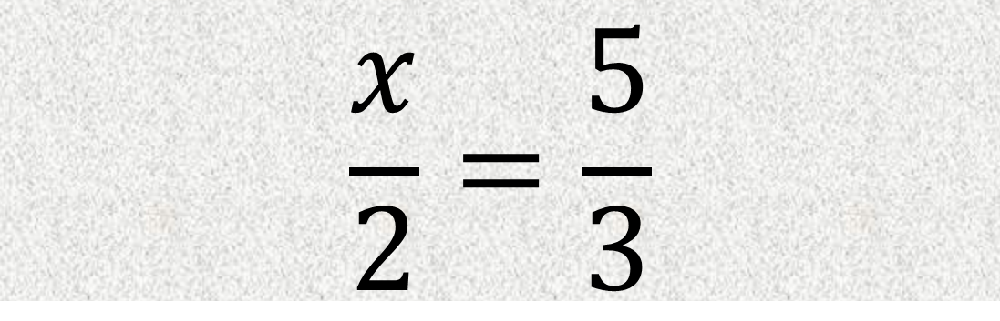 x/2 = 5/3